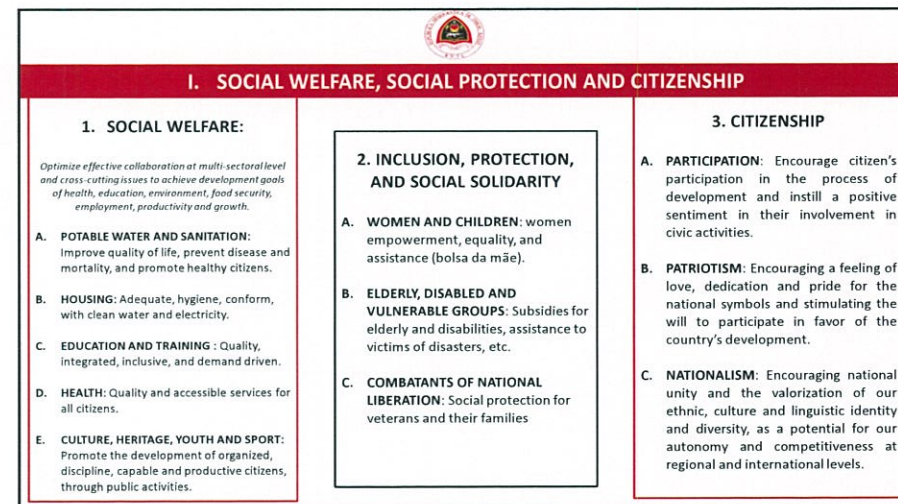 I. SOCIAL WELFARE, SOCIAL PROTECTION AND CITIZENSHIP
1. SOCIAL WELFARE:
Optimize effective collaboration at multi-sectoral level
and cross-cutting issues to achieve development goals
of health, education, environment, food security,
employment, productivity and growth.
A. POTABLE WATER AND SANITATION:
Improve quality of life, prevent disease and
mortality, and promote healthy citizens.
B. HOUSING: Adequate, hygiene, conform,
with clean water and electricity.
C. EDUCATION AND TRAINING : Quality,
integrated, inclusive, and demand driven.
D. HEALTH: Quality and accessible services for
all citizens.
E. CULTURE, HERITAGE, YOUTH AND SPORT:
Promote the development of organized,
discipline, capable and productive citizens,
through public activities.
2. INCLUSION, PROTECTION,
AND SOCIAL SOLIDARITY
A. WOMEN AND CHILDREN: women
empowerment, equality, and
assistance (bolsa da mãe).
B. ELDERLY, DISABLED AND
VULNERABLE GROUPS: Subsidies for
elderly and disabilities, assistance to
victims of disasters, etc.
C. COMBATANTS OF NATIONAL
LIBERATION: Social protection for
veterans and their families
3. CITIZENSHIP
A. PARTICIPATION: Encourage citizen's
participation in the process of
development and instill a positive
sentiment in their involvement in
civic activities.
B. PATRIOTISM: Encouraging a feeling of
love, dedication and pride for the
national symbols and stimulating the
will to participate in favor of the
country's development.
C. NATIONALISM: Encouraging national
unity and the valorization of our
ethnic, culture and linguistic identity
and diversity, as a potential for our
autonomy and competitiveness at
regional and international levels.